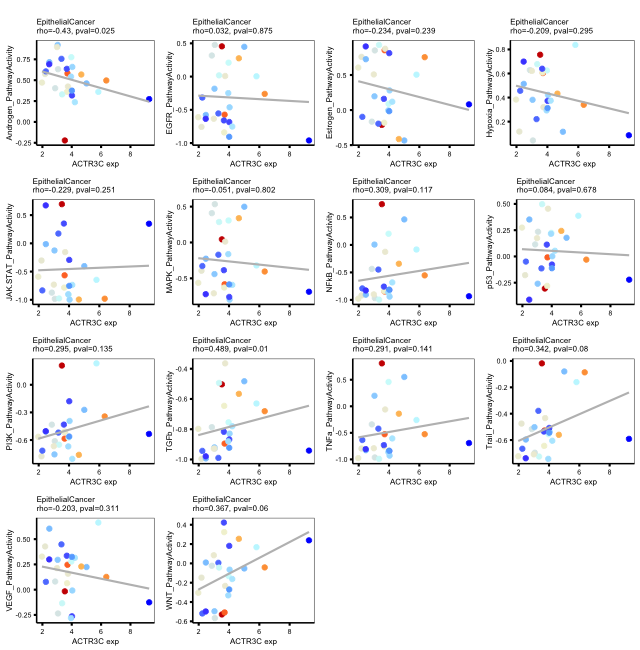 EpithelialCancer
rho=-0.43, pval=0.025
Androgen_PathwayActivity
0.75
0.50
0.25
0.00
-0.25
2 4 6 8
ACTR3C exp
EpithelialCancer
rho=0.032, pval=0.875
EGFR_PathwayActivity
0.5
0.0
-0.5
-1.0
2 4 6 8
ACTR3C exp
EpithelialCancer
rho=-0.234, pval=0.239
Estrogen_PathwayActivity
0.5
0.0
-0.5
2 4 6 8
ACTR3C exp
EpithelialCancer
rho=-0.209, pval=0.295
Hypoxia_PathwayActivity
0.8
0.6
0.4
0.2
2 4 6 8
ACTR3C exp
EpithelialCancer
rho=-0.229, pval=0.251
JAK.STAT_PathwayActivity
0.5
0.0
-0.5
-1.0
2 4 6 8
ACTR3C exp
EpithelialCancer
rho=-0.051, pval=0.802
MAPK_PathwayActivity
0.5
0.0
-0.5
2 4 6 8
ACTR3C exp
EpithelialCancer
rho=0.309, pval=0.117
NFkB_PathwayActivity
0.5
0.0
-0.5
-1.0
2 4 6 8
ACTR3C exp
EpithelialCancer
rho=0.084, pval=0.678
p53_PathwayActivity
0.50
0.25
0.00
-0.25
2 4 6 8
ACTR3C exp
EpithelialCancer
rho=0.295, pval=0.135
PI3K_PathwayActivity
0.0
-0.5
2 4 6 8
ACTR3C exp
EpithelialCancer
rho=0.489, pval=0.01
TGFb_PathwayActivity
-0.4
-0.6
-0.8
-1.0
2 4 6 8
ACTR3C exp
EpithelialCancer
rho=0.291, pval=0.141
TNFa_PathwayActivity
0.5
0.0
-0.5
-1.0
2 4 6 8
ACTR3C exp
EpithelialCancer
rho=0.342, pval=0.08
Trail_PathwayActivity
0.0
-0.2
-0.4
-0.6
2 4 6 8
ACTR3C exp
EpithelialCancer
rho=-0.203, pval=0.311
VEGF_PathwayActivity
0.50
0.25
0.00
-0.25
2 4 6 8
ACTR3C exp
EpithelialCancer
rho=0.367, pval=0.06
WNT_PathwayActivity
0.4
0.2
0.0
-0.2
-0.4
-0.6
2 4 6 8
ACTR3C exp